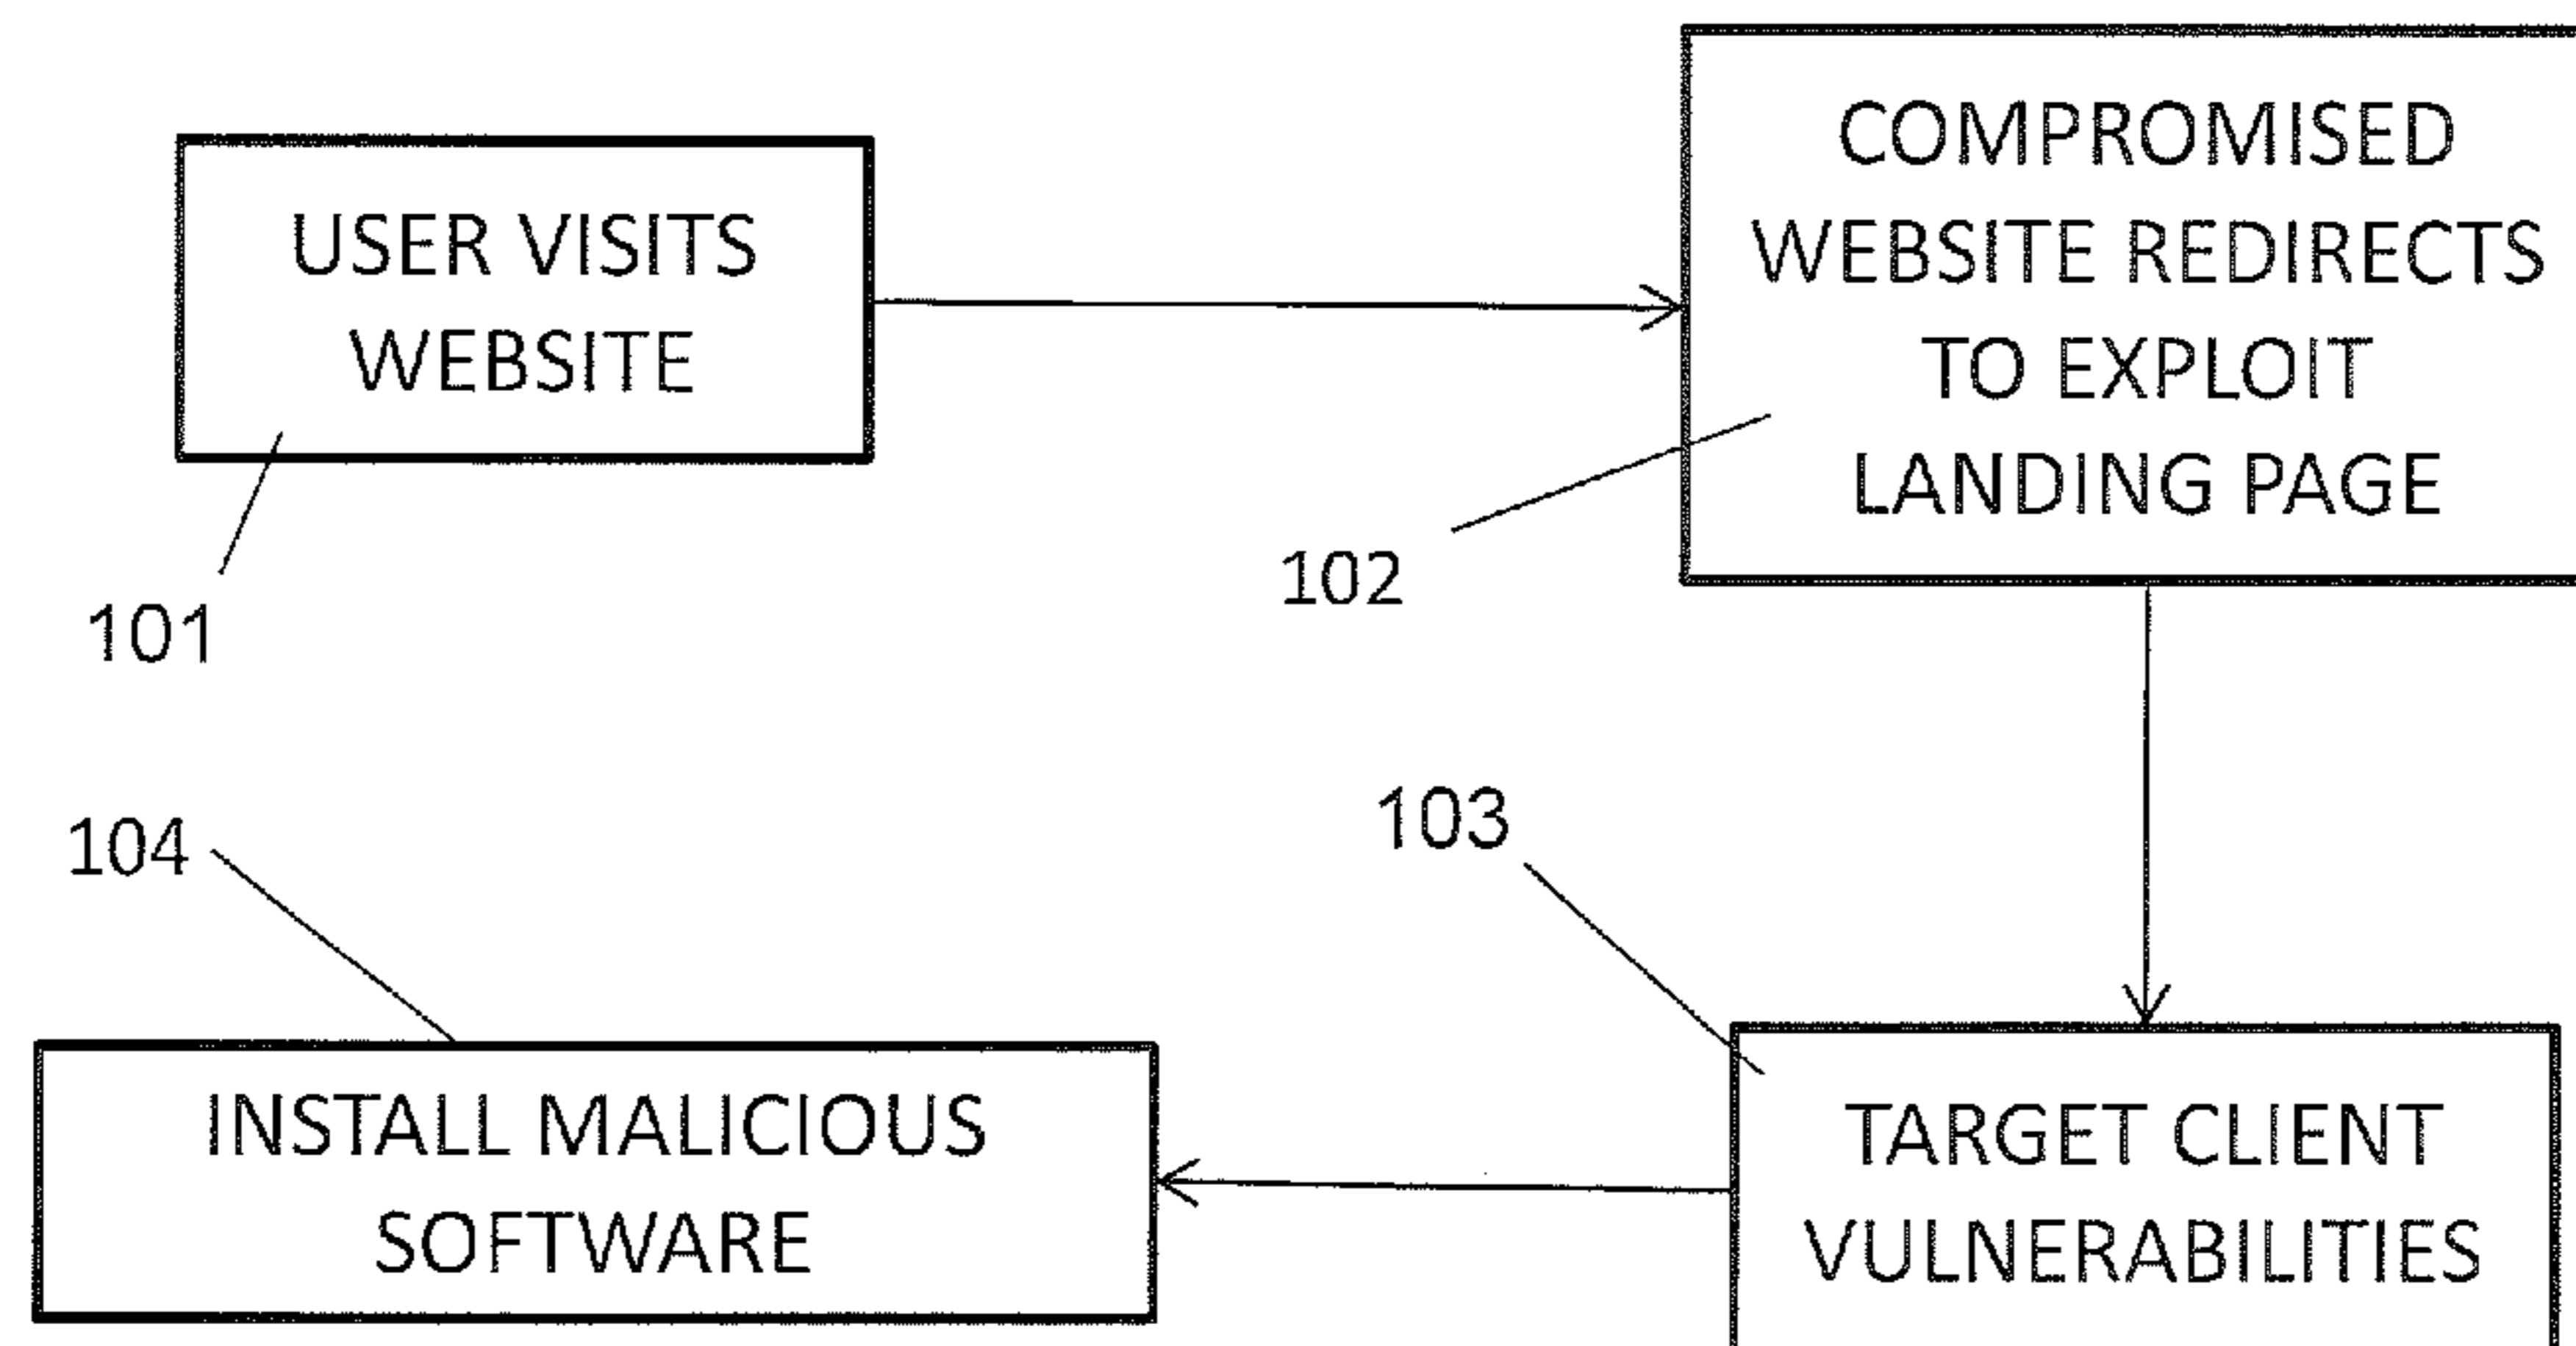 USER VISITS
WEBSITE
101
COMPROMISED
WEBSITE REDIRECTS
TO EXPLOIT
LANDING PAGE
102
103
TARGET CLIENT
VULNERABILITIES
104
INSTALL MALICIOUS
SOFTWARE